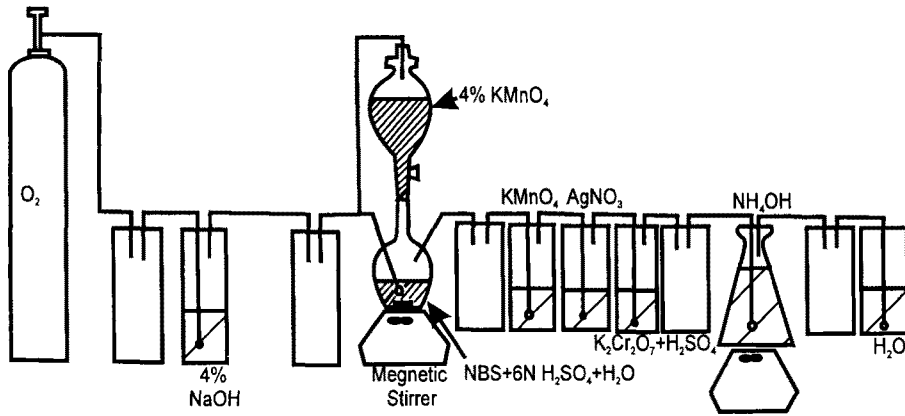 O₂
4% KMnO₄
KMnO₄ AgNO₃
NH₄OH
K₂Cr₂O₇+H₂SO₄
H₂O
4%
NaOH
Megnetic
Stirrer
NBS+6N H₂SO₄+H₂O